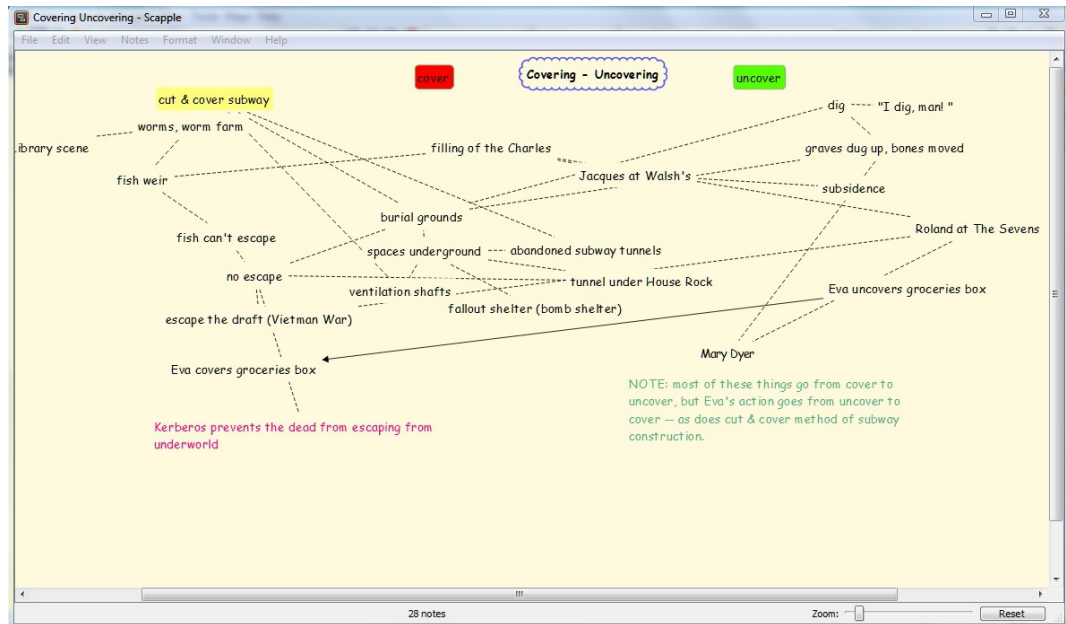 Covering Uncovering - Scapple
File Edit View Notes Format Window Help
cover
Covering - Uncovering
uncover
cut & cover subway
dig
"I dig, man! "
worms, worm farm
ibrary scene
filling of the Charles
graves dug up, bones moved
fish weir
Jacques at Walsh's
subsidence
burial grounds
Roland at The Sevens
fish can't escape
spaces underground
abandoned subway tunnels
no escape
tunnel under House Rock
ventilation shafts
Eva uncovers groceries box
fallout shelter (bomb shelter)
escape the draft (Vietman War)
Mary Dyer
Eva covers groceries box
NOTE: most of these things go from cover to
uncover, but Eva's action goes from uncover to
cover -- as does cut & cover method of subway
construction.
Kerberos prevents the dead from escaping from
underworld
28 notes
Zoom:
Reset